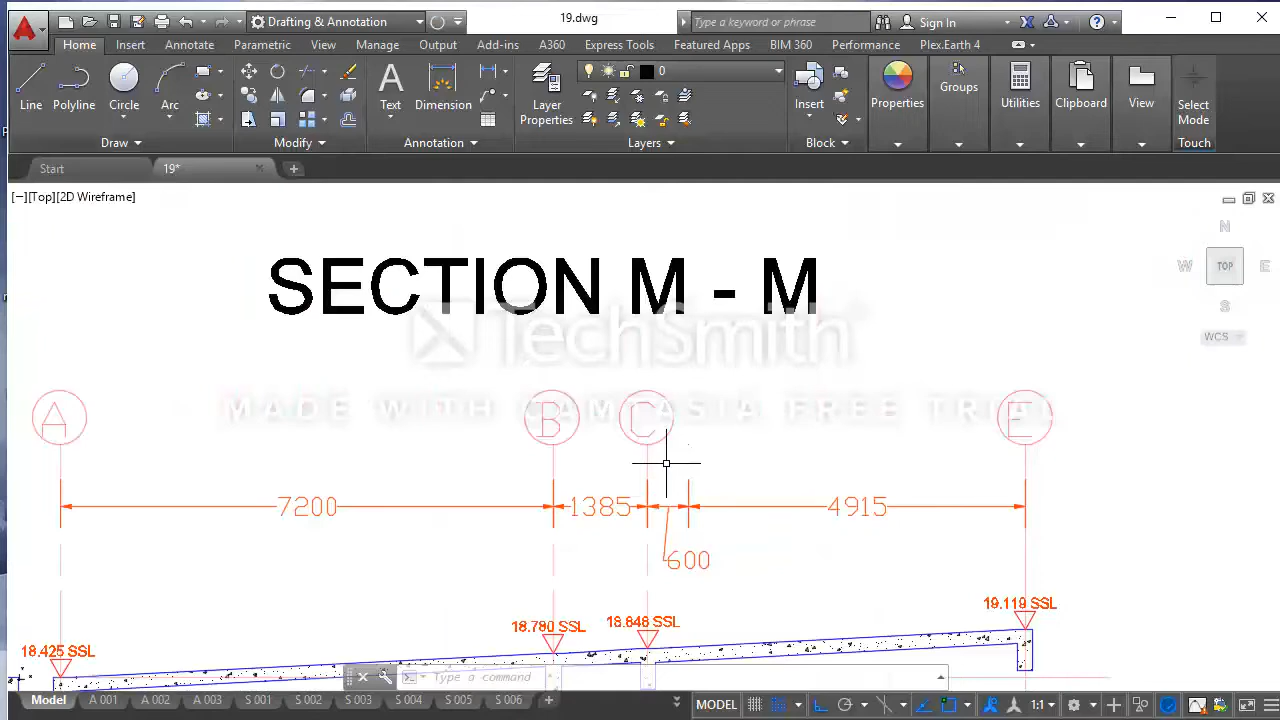 19.dwg
Drafting & Annotation
Type a keyword or phrase
Sign In
Home Insert Annotate Parametric View Manage Output Add-ins A360 Express Tools Featured Apps BIM 360 Performance Plex.Earth 4
0
Line Polyline Circle Arc Text Dimension Layer Properties Insert Properties Groups Utilities Clipboard View Select Mode
Draw Modify Annotation Layers Block Touch
Start 19*
[−][Top][2D Wireframe]
N
W TOP E
S
WCS
SECTION M - M
TechSmith
MADE WITH CAMTASIA FREE TRIAL
A B C E
7200 1385 4915
600
19.119 SSL
18.780 SSL 18.848 SSL
18.425 SSL
Type a command
Model A 001 A 002 A 003 S 001 S 002 S 003 S 004 S 005 S 006
MODEL 1:1